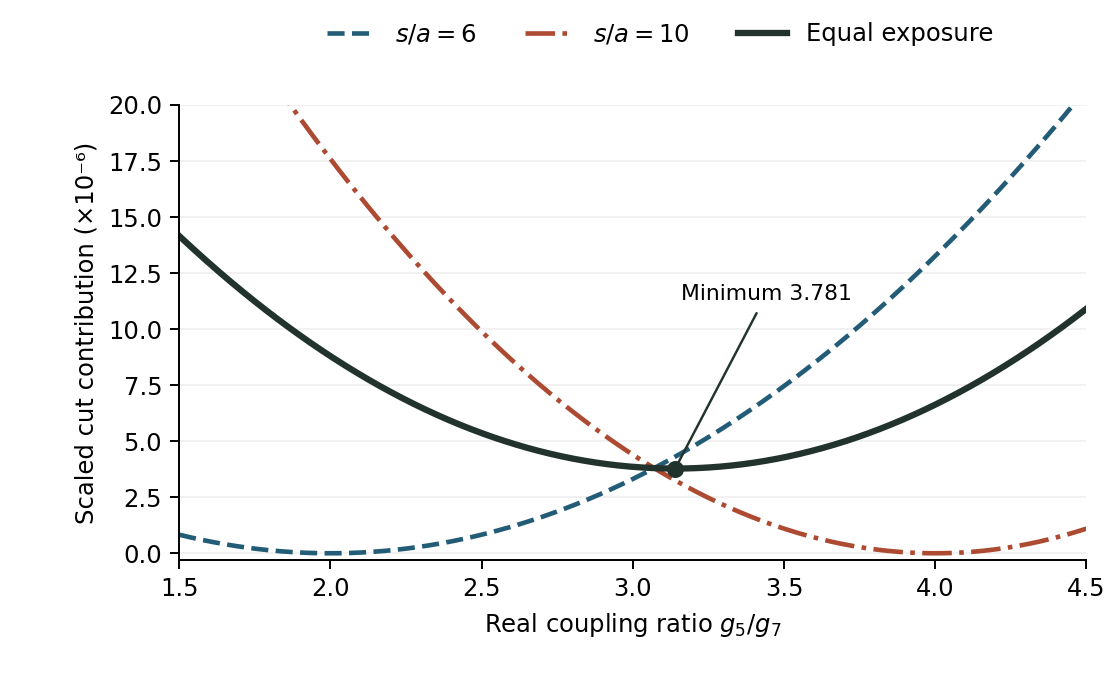 s/a = 6
s/a = 10
Equal exposure
20.0
17.5
15.0
12.5
10.0
7.5
5.0
2.5
0.0
Scaled cut contribution (×10⁻⁶)
Minimum 3.781
1.5 2.0 2.5 3.0 3.5 4.0 4.5
Real coupling ratio g₅/g₇